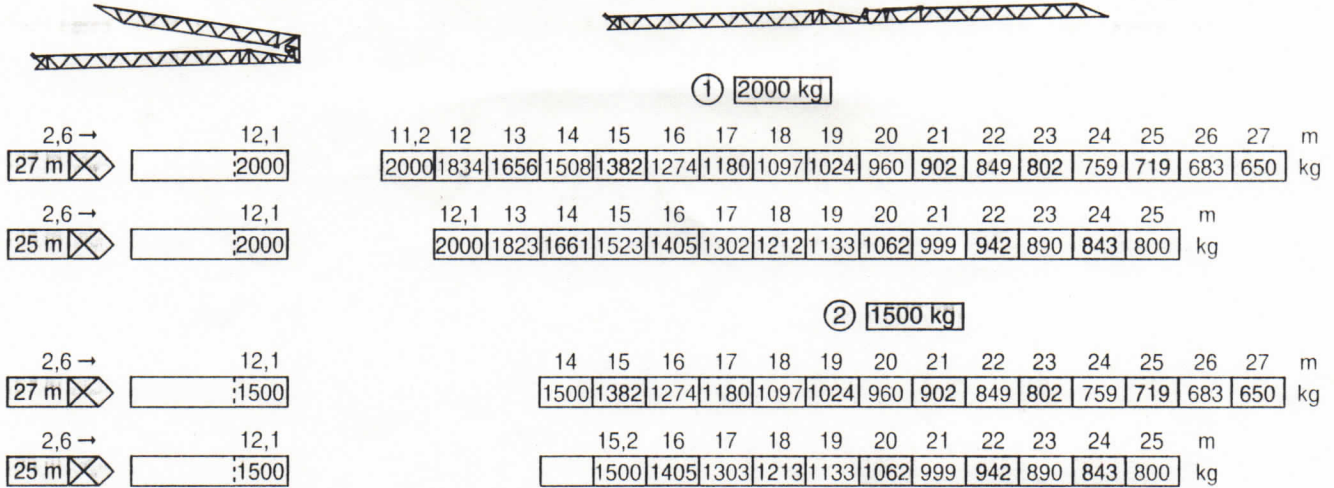 ① 2000 kg
2,6 → 12,1 11,2 12 13 14 15 16 17 18 19 20 21 22 23 24 25 26 27 m
27 m 2000 2000 1834 1656 1508 1382 1274 1180 1097 1024 960 902 849 802 759 719 683 650 kg
2,6 → 12,1 12,1 13 14 15 16 17 18 19 20 21 22 23 24 25 m
25 m 2000 2000 1823 1661 1523 1405 1302 1212 1133 1062 999 942 890 843 800 kg
② 1500 kg
2,6 → 12,1 14 15 16 17 18 19 20 21 22 23 24 25 26 27 m
27 m 1500 1500 1382 1274 1180 1097 1024 960 902 849 802 759 719 683 650 kg
2,6 → 12,1 15,2 16 17 18 19 20 21 22 23 24 25 m
25 m 1500 1500 1405 1303 1213 1133 1062 999 942 890 843 800 kg